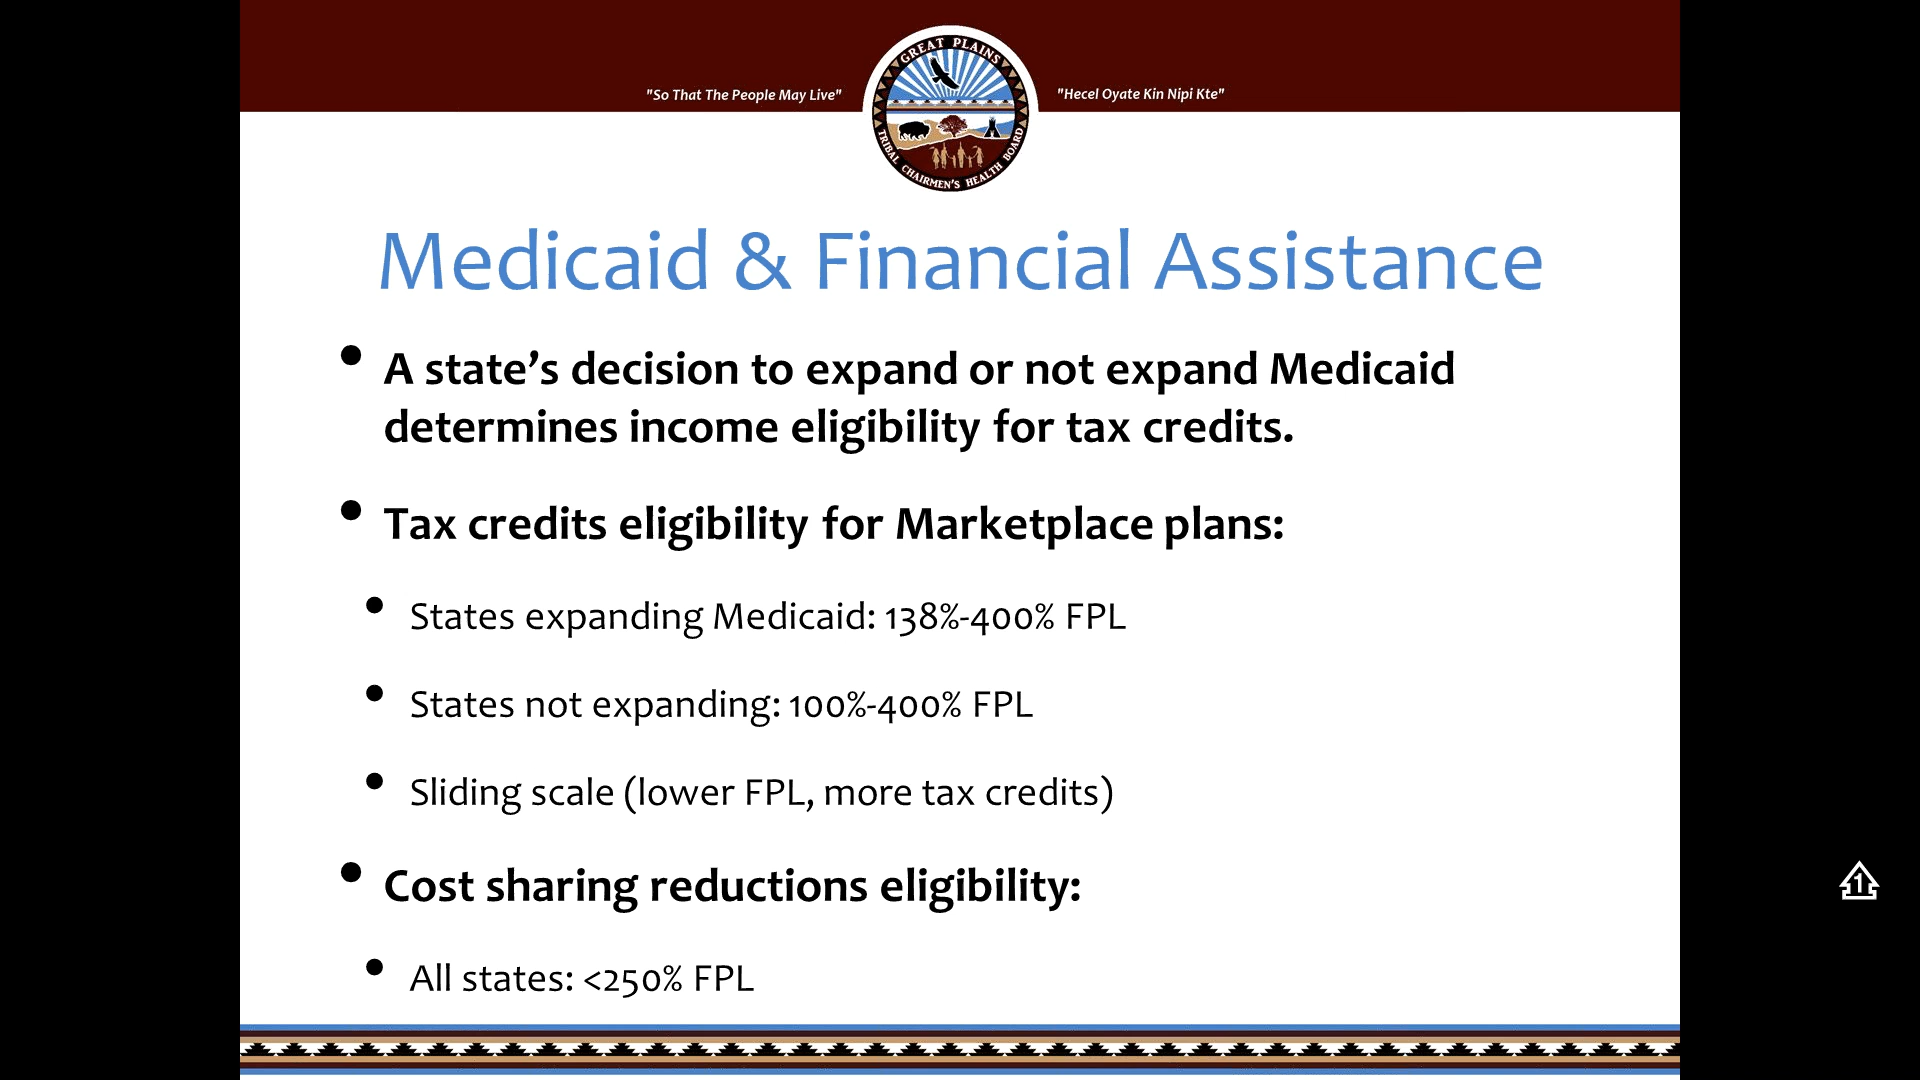 "So That The People May Live"
GREAT PLAINS
TRIBAL CHAIRMEN'S HEALTH BOARD
"Hecel Oyate Kin Nipi Kte"
Medicaid & Financial Assistance
• A state’s decision to expand or not expand Medicaid
determines income eligibility for tax credits.
• Tax credits eligibility for Marketplace plans:
• States expanding Medicaid: 138%-400% FPL
• States not expanding: 100%-400% FPL
• Sliding scale (lower FPL, more tax credits)
• Cost sharing reductions eligibility:
• All states: <250% FPL
1